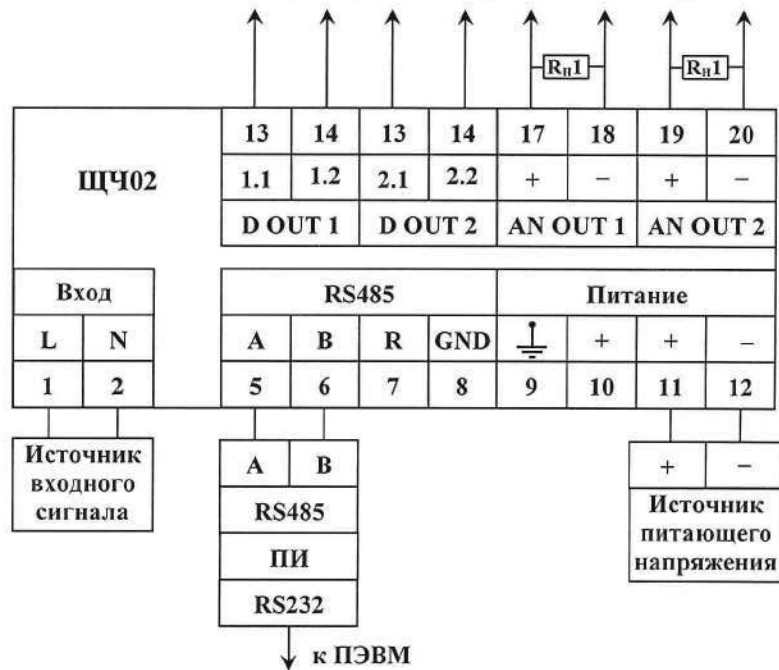 Rн1 Rн1
13 14 13 14 17 18 19 20
ЩЧ02
1.1 1.2 2.1 2.2 + − + −
D OUT 1 D OUT 2 AN OUT 1 AN OUT 2
Вход RS485 Питание
L N A B R GND + + −
1 2 5 6 7 8 9 10 11 12
Источник
входного
сигнала
A B
RS485
ПИ
RS232
к ПЭВМ
+ −
Источник
питающего
напряжения